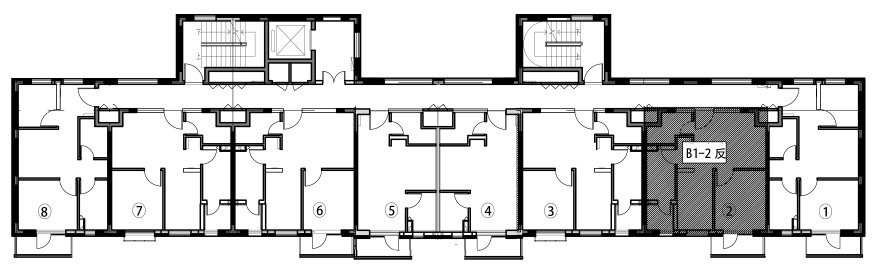 B1-2 反
⑧ ⑦ ⑥ ⑤ ④ ③ ② ①